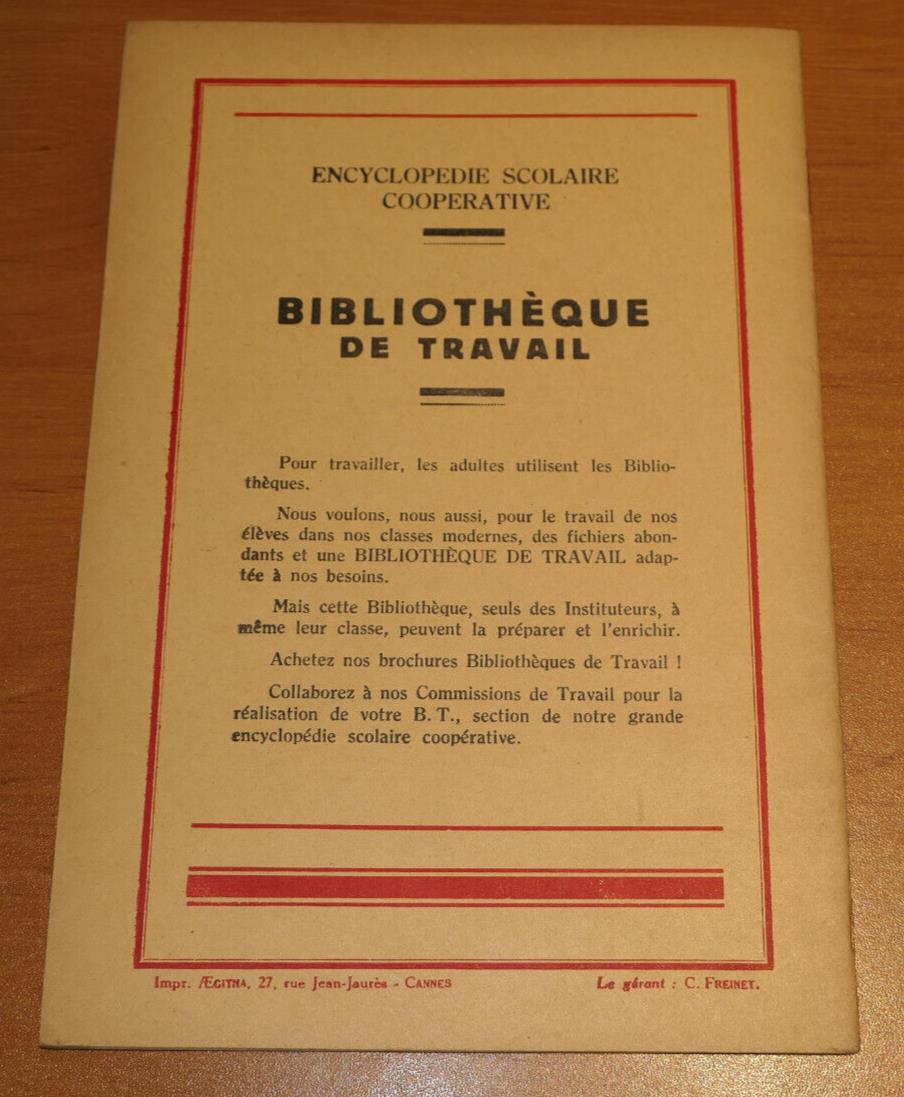 ENCYCLOPEDIE SCOLAIRE
COOPERATIVE
BIBLIOTHÈQUE
DE TRAVAIL
Pour travailler, les adultes utilisent les Biblio-
thèques.
Nous voulons, nous aussi, pour le travail de nos
élèves dans nos classes modernes, des fichiers abon-
dants et une BIBLIOTHÈQUE DE TRAVAIL adap-
tée à nos besoins.
Mais cette Bibliothèque, seuls des Instituteurs, à
même leur classe, peuvent la préparer et l'enrichir.
Achetez nos brochures Bibliothèques de Travail !
Collaborez à nos Commissions de Travail pour la
réalisation de votre B. T., section de notre grande
encyclopédie scolaire coopérative.
Impr. ÆGITNA, 27, rue Jean-Jaurès - CANNES
Le gérant : C. FREINET.